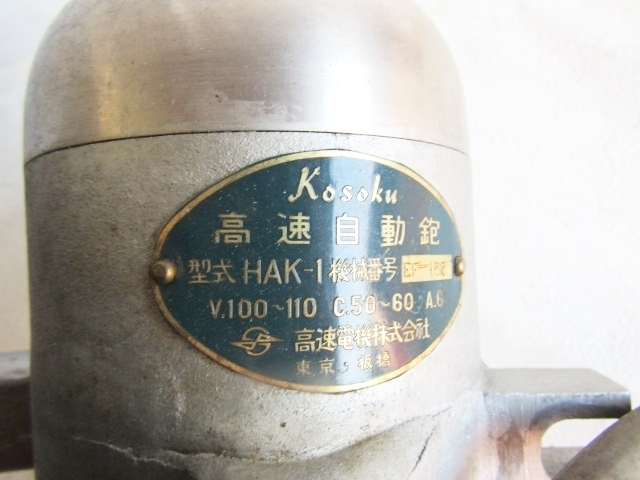 Kosoku
高速自動鉋
型式 HAK-1 機械番号
V.100~110 C.50~60 A.6
高速電機株式会社
東京 板橋